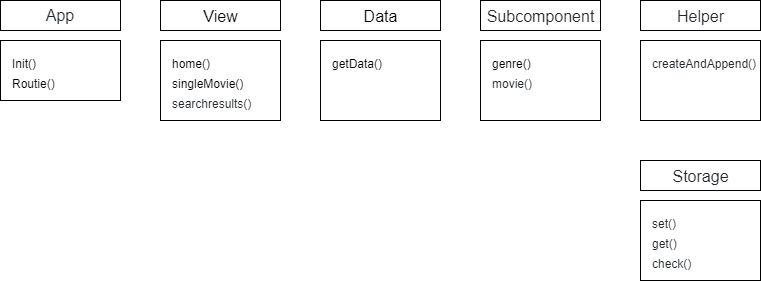 App
Init()
Routie()
View
home()
singleMovie()
searchresults()
Data
getData()
Subcomponent
genre()
movie()
Helper
createAndAppend()
Storage
set()
get()
check()